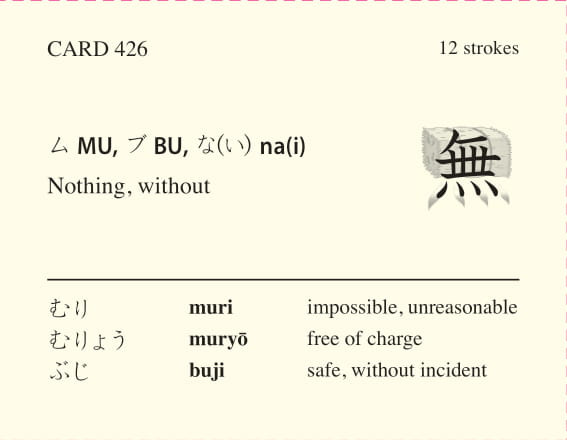 CARD 426
12 strokes
ム MU, ブ BU, な(い) na(i)
Nothing, without
無
むり muri impossible, unreasonable
むりょう muryō free of charge
ぶじ buji safe, without incident